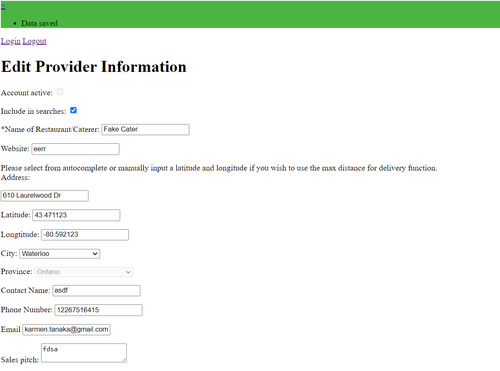 ×
Data saved
Login Logout
Edit Provider Information
Account active:
Include in searches:
*Name of Restaurant/Caterer: Fake Cater
Website: eerr
Please select from autocomplete or manually input a latitude and longitude if you wish to use the max distance for delivery function.
Address:
610 Laurelwood Dr
Latitude: 43.471123
Longtitude: -80.592123
City: Waterloo
Province: Ontario
Contact Name: asdf
Phone Number: 12267516415
Email karmen.tanaka@gmail.com
Sales pitch: fdsa